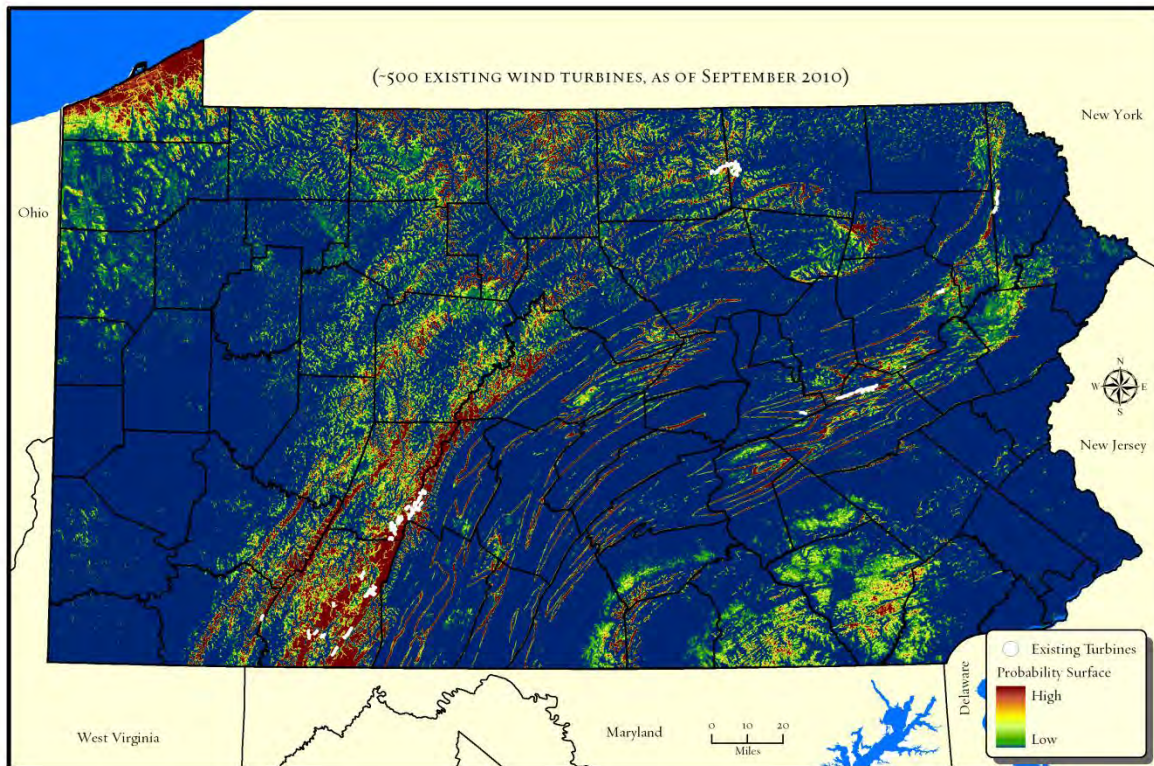 (~500 existing wind turbines, as of September 2010)
New York
Ohio
N
W E
S
New Jersey
Existing Turbines
Probability Surface
High
Low
Delaware
West Virginia
Maryland
0 10 20
Miles